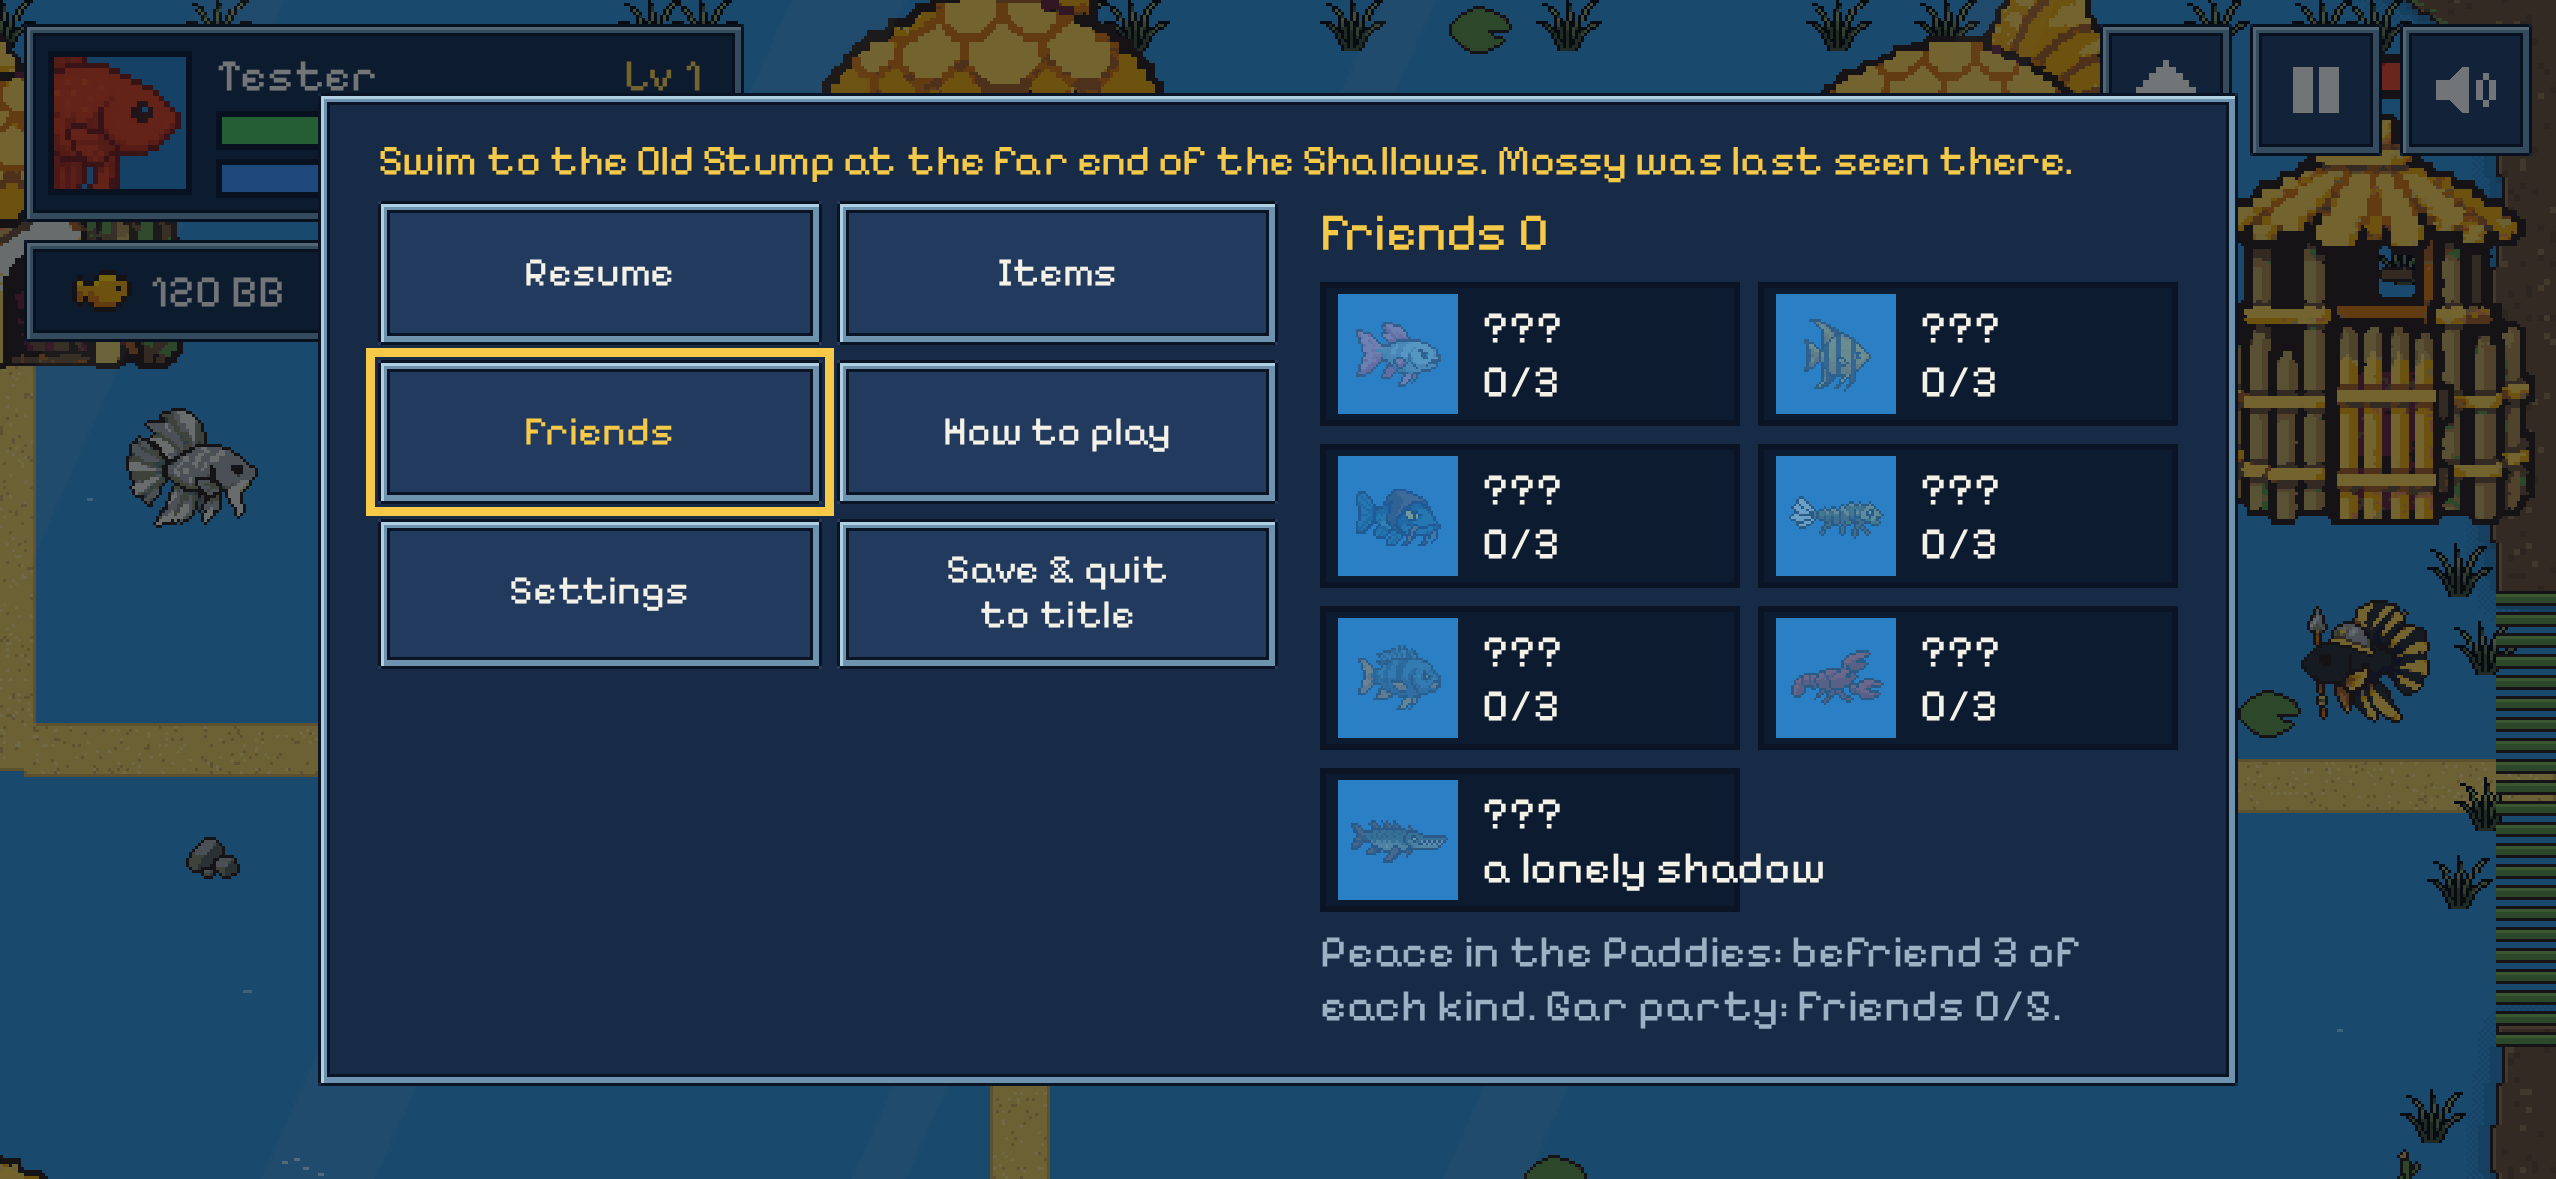 Tester Lv 1
120 BB
Swim to the Old Stump at the far end of the Shallows. Mossy was last seen there.
Resume
Items
Friends
How to play
Settings
Save & quit
to title
Friends 0
???
0/3
???
0/3
???
0/3
???
0/3
???
0/3
???
0/3
???
a lonely shadow
Peace in the Paddies: befriend 3 of
each kind. Gar party: Friends 0/8.